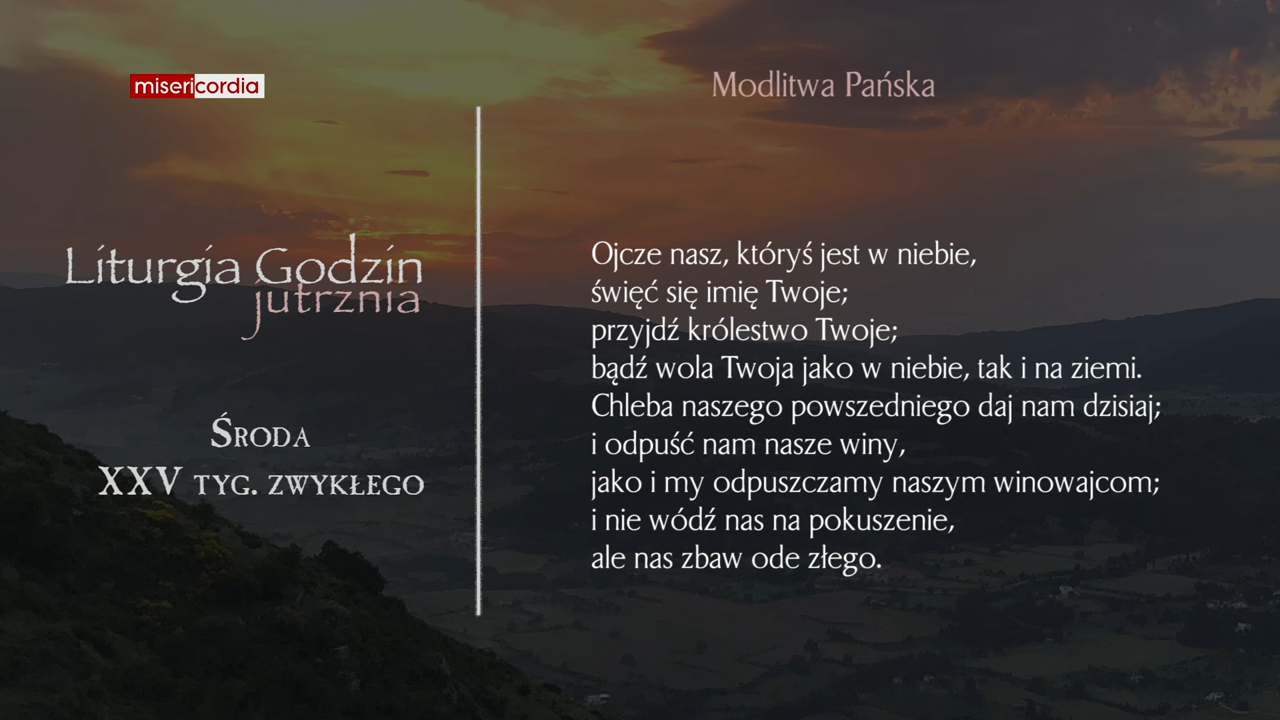 misericordia
Liturgia Godzin
jutrznia
Środa
XXV tyg. zwykłego
Modlitwa Pańska
Ojcze nasz, któryś jest w niebie,
święć się imię Twoje;
przyjdź królestwo Twoje;
bądź wola Twoja jako w niebie, tak i na ziemi.
Chleba naszego powszedniego daj nam dzisiaj;
i odpuść nam nasze winy,
jako i my odpuszczamy naszym winowajcom;
i nie wódź nas na pokuszenie,
ale nas zbaw ode złego.